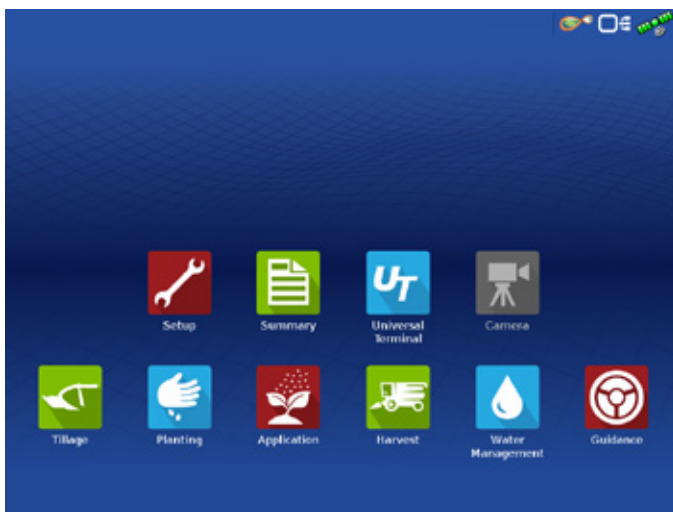 UT
Setup
Summary
Universal
Terminal
Camera
Tillage
Planting
Application
Harvest
Water
Management
Guidance